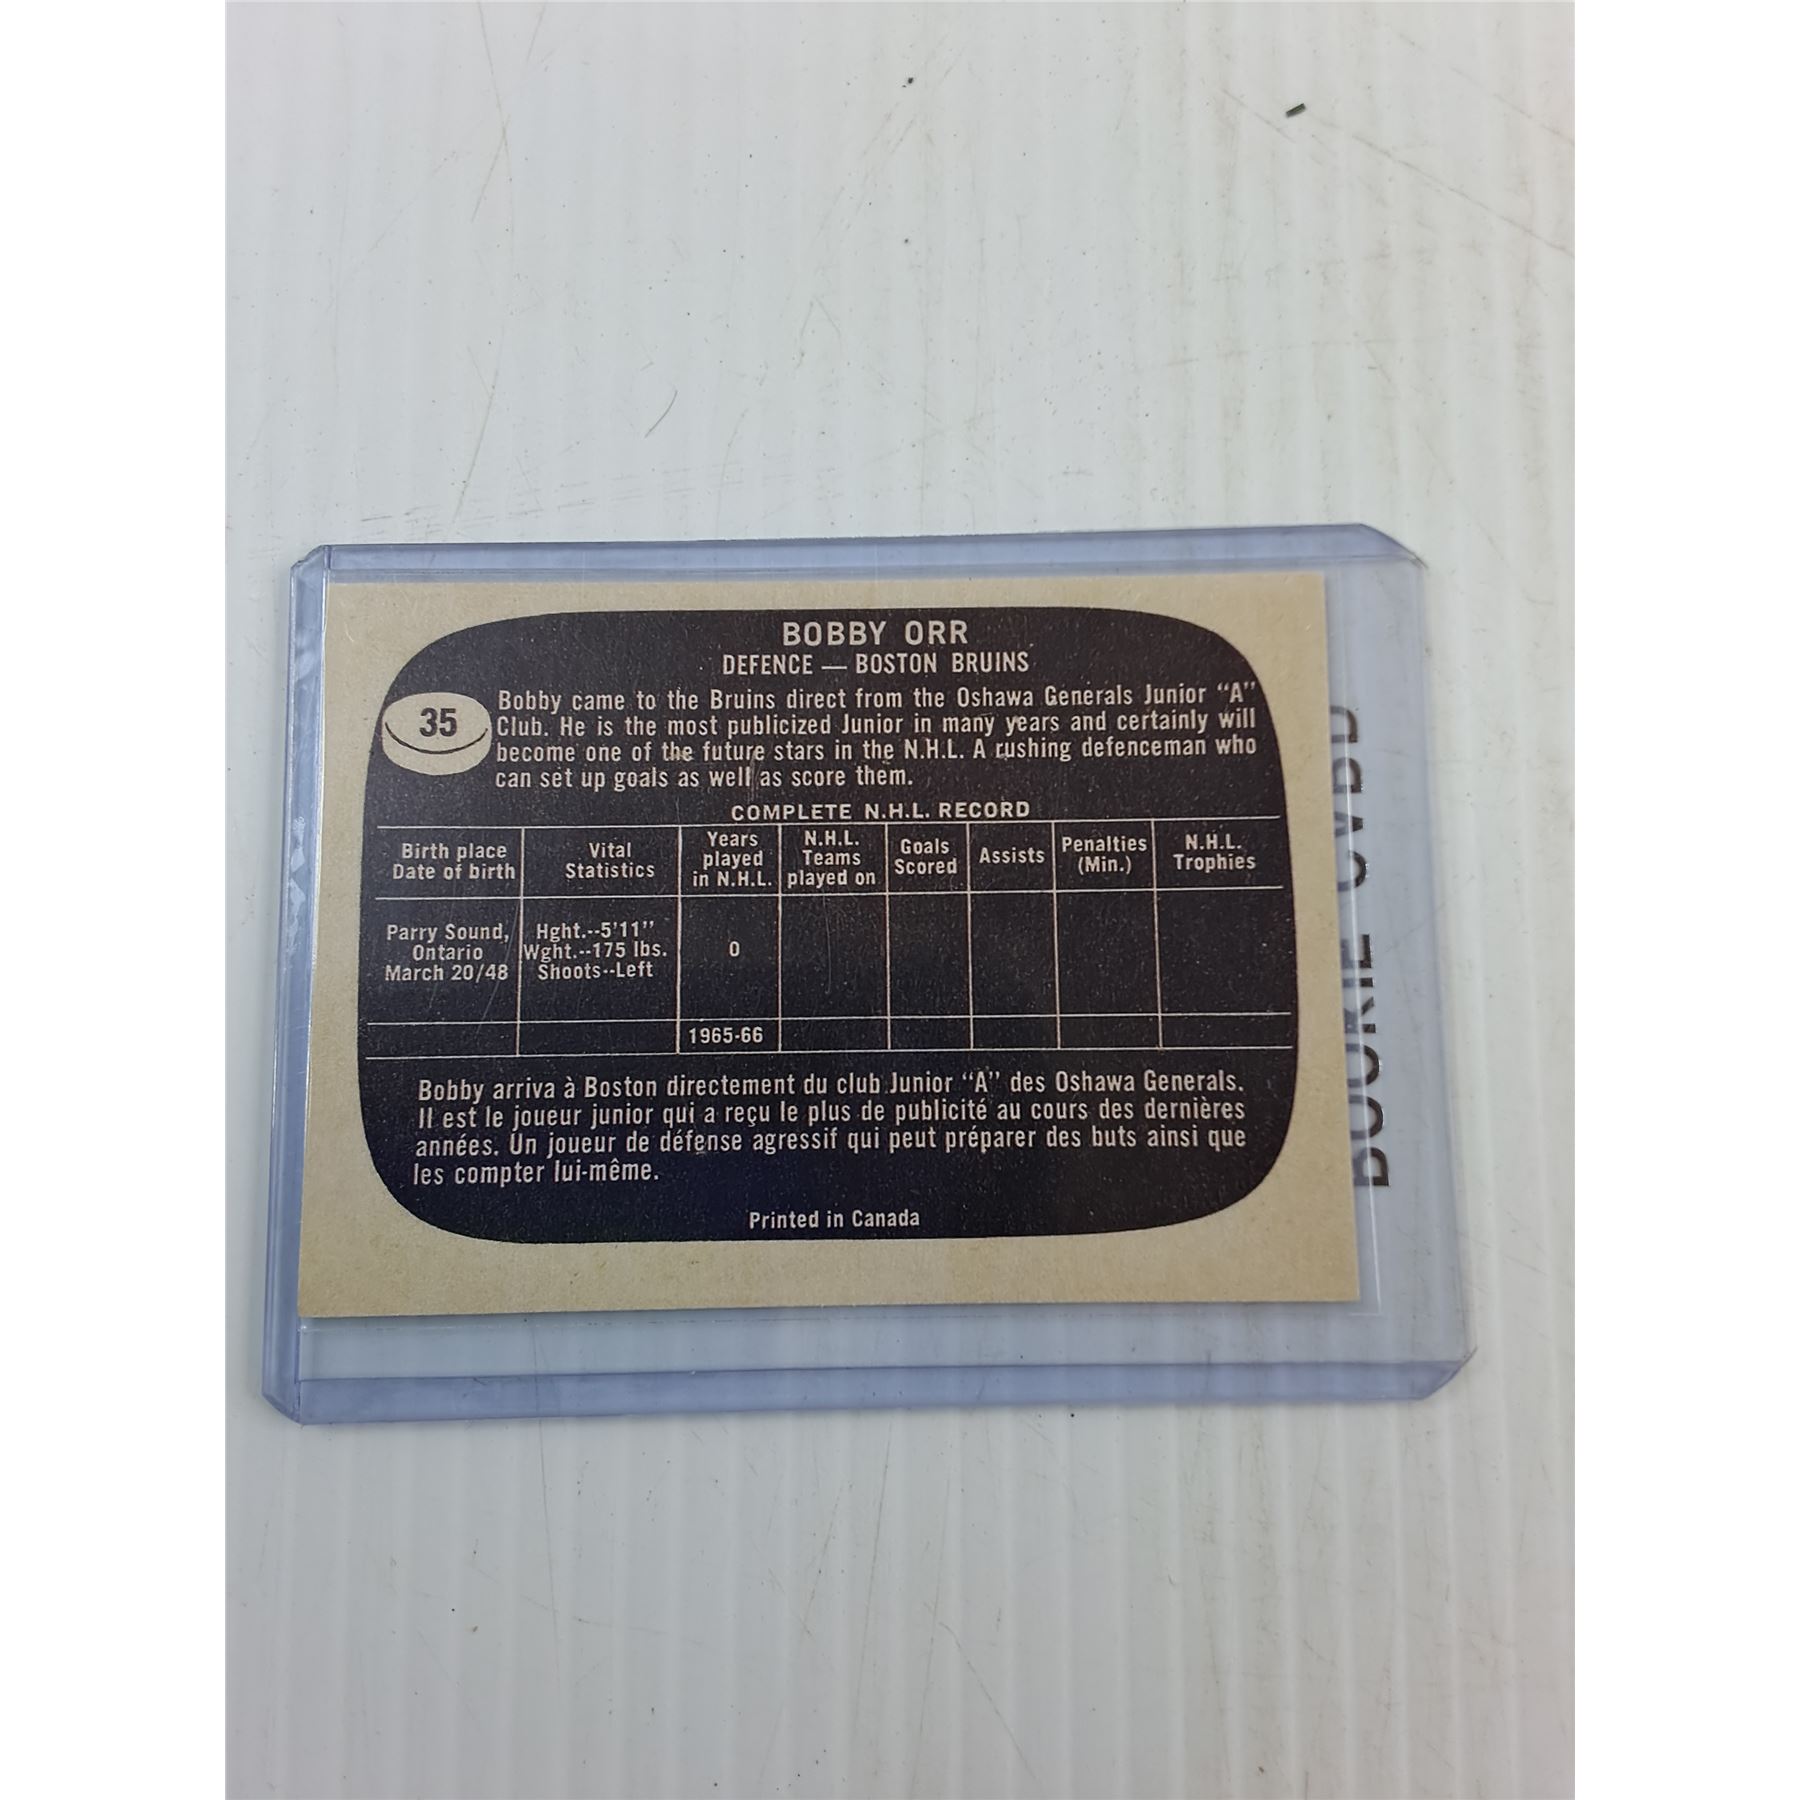 BOBBY ORR
DEFENCE — BOSTON BRUINS
35
Bobby came to the Bruins direct from the Oshawa Generals Junior “A”
Club. He is the most publicized Junior in many years and certainly will
become one of the future stars in the N.H.L. A rushing defenceman who
can set up goals as well as score them.
COMPLETE N.H.L. RECORD
Birth place
Date of birth
Vital
Statistics
Years
played
in N.H.L.
N.H.L.
Teams
played on
Goals
Scored
Assists
Penalties
(Min.)
N.H.L.
Trophies
Parry Sound,
Ontario
March 20/48
Hght.--5'11”
Wght.--175 lbs.
Shoots--Left
0
1965-66
Bobby arriva à Boston directement du club Junior “A” des Oshawa Generals.
Il est le joueur junior qui a reçu le plus de publicité au cours des dernières
années. Un joueur de défense agressif qui peut préparer des buts ainsi que
les compter lui-même.
Printed in Canada